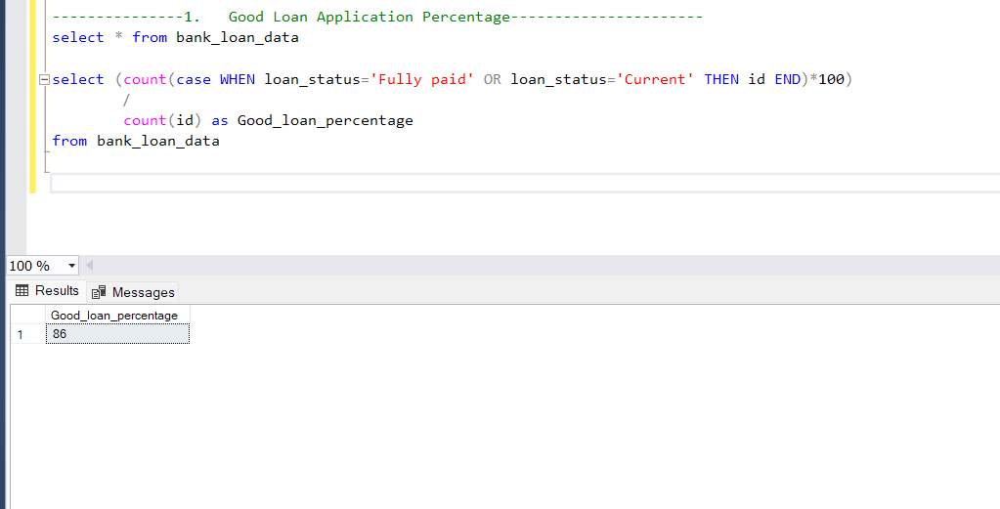 ---------------1.   Good Loan Application Percentage----------------------
select * from bank_loan_data
select (count(case WHEN loan_status='Fully paid' OR loan_status='Current' THEN id END)*100)
/
count(id) as Good_loan_percentage
from bank_loan_data
100 %
Results Messages
Good_loan_percentage
1 86